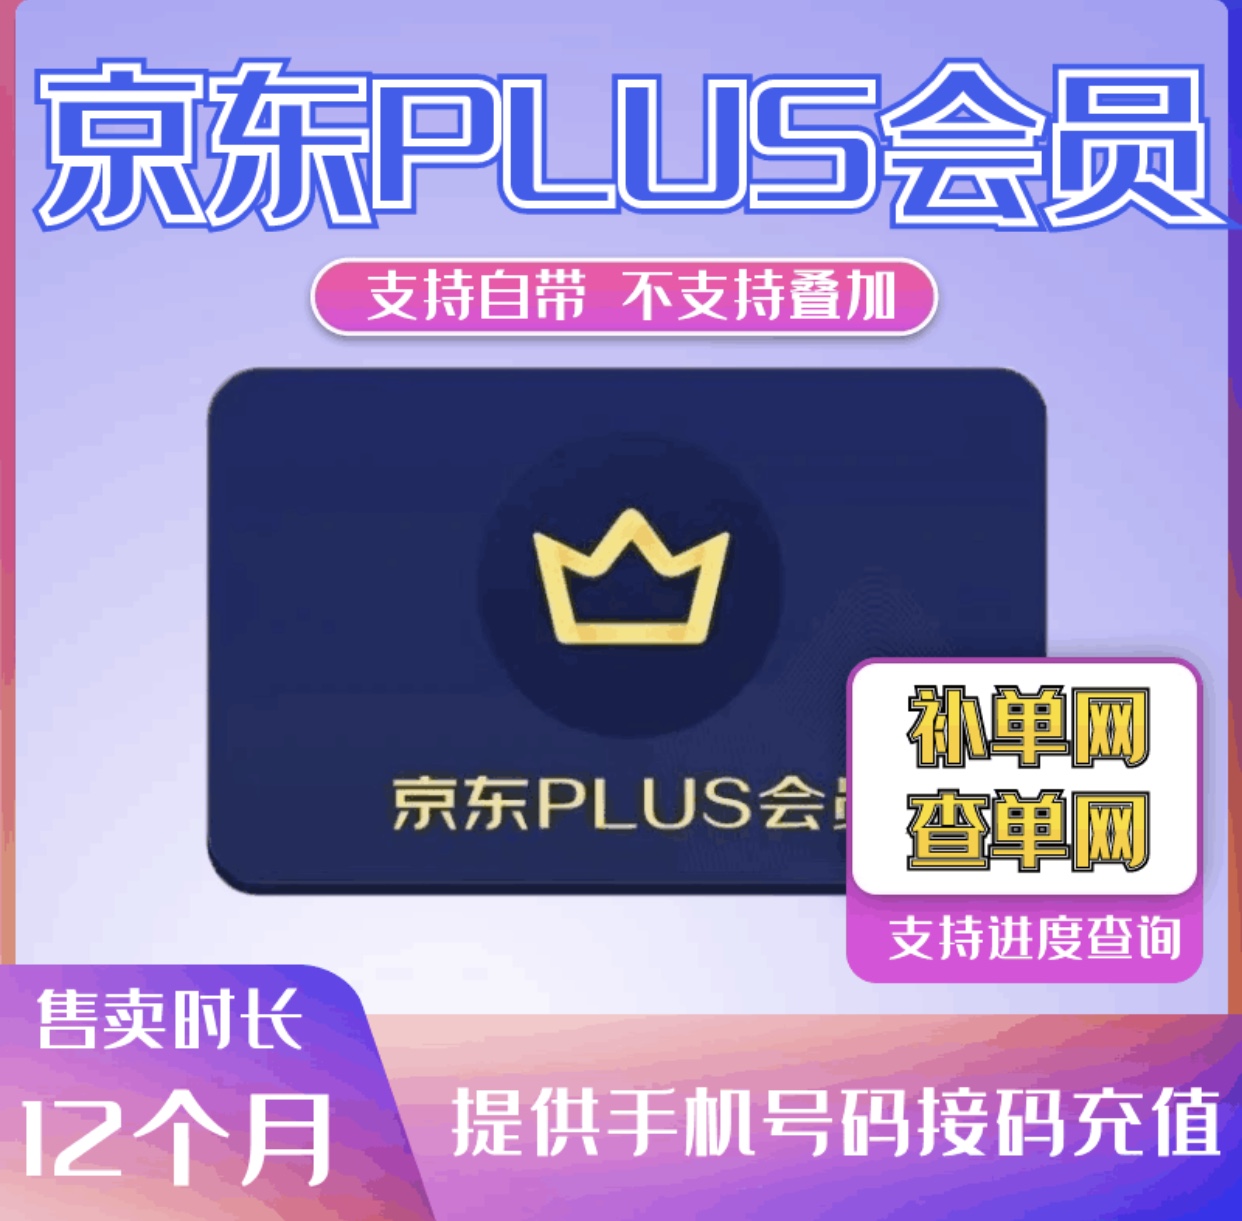 京东PLUS会员
支持自带 不支持叠加
京东PLUS会
补单网
查单网
支持进度查询
售卖时长
12个月
提供手机号码接码充值